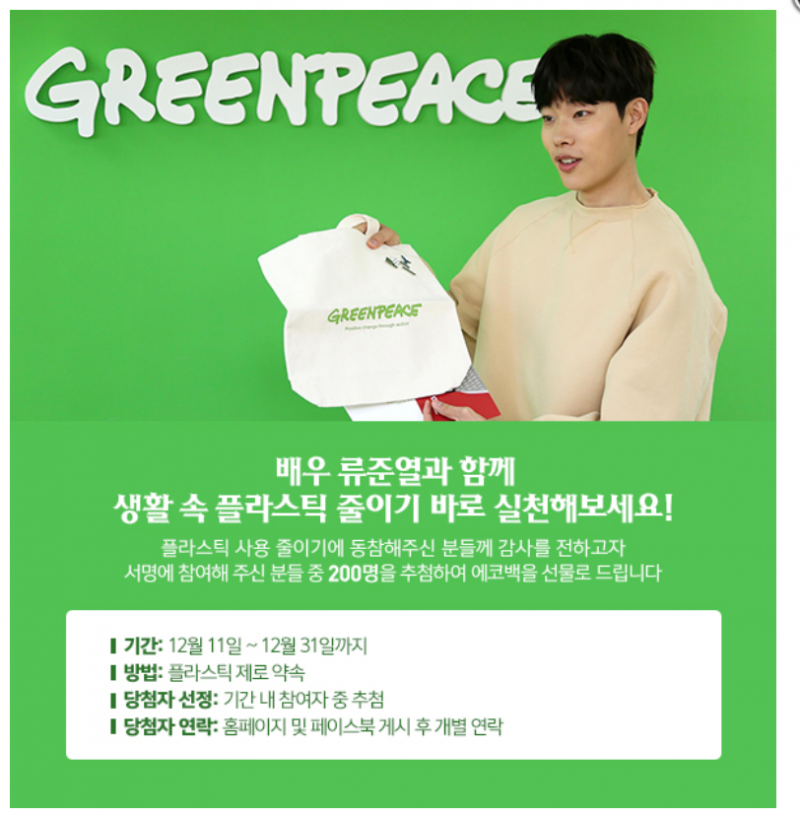 GREENPEACE
GREENPEACE
Positive change through action
배우 류준열과 함께
생활 속 플라스틱 줄이기 바로 실천해보세요!
플라스틱 사용 줄이기에 동참해주신 분들께 감사를 전하고자
서명에 참여해 주신 분들 중 200명을 추첨하여 에코백을 선물로 드립니다
기간: 12월 11일 ~ 12월 31일까지
방법: 플라스틱 제로 약속
당첨자 선정: 기간 내 참여자 중 추첨
당첨자 연락: 홈페이지 및 페이스북 게시 후 개별 연락